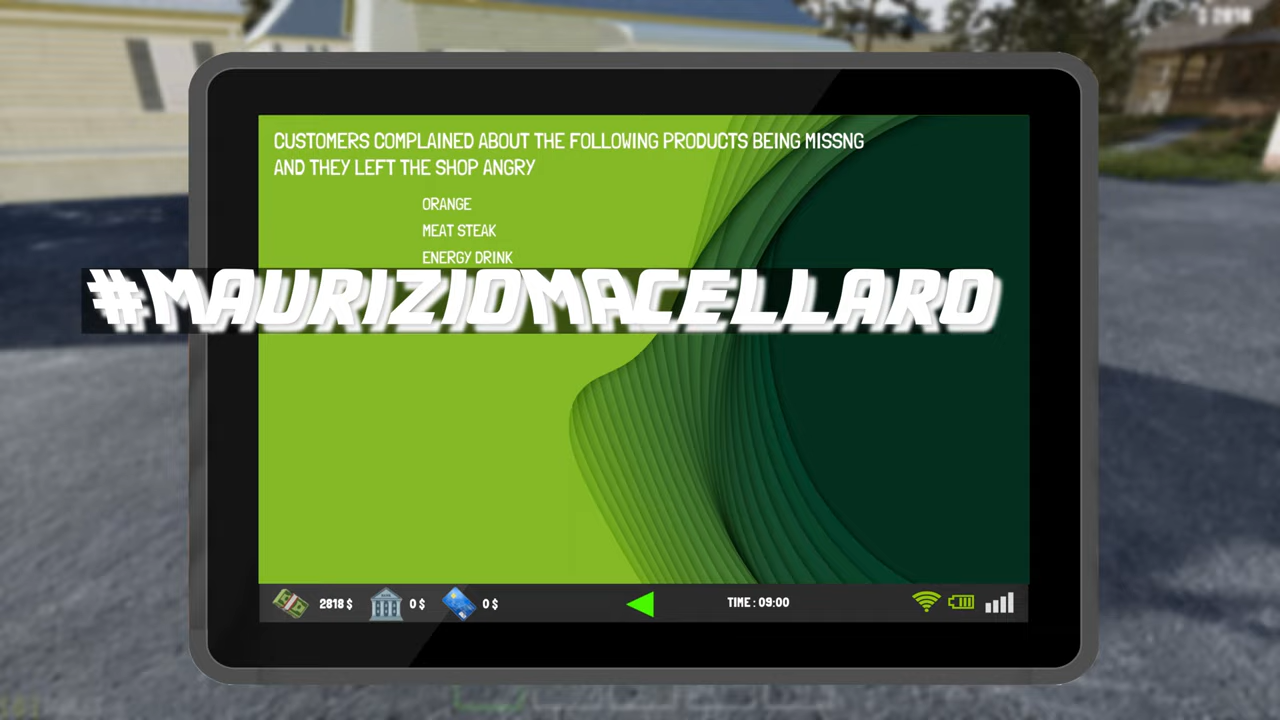 $ 2818
CUSTOMERS COMPLAINED ABOUT THE FOLLOWING PRODUCTS BEING MISSNG
AND THEY LEFT THE SHOP ANGRY
ORANGE
MEAT STEAK
ENERGY DRINK
#MAURIZIOMACELLARO
2818 $
0 $
0 $
TIME : 09:00